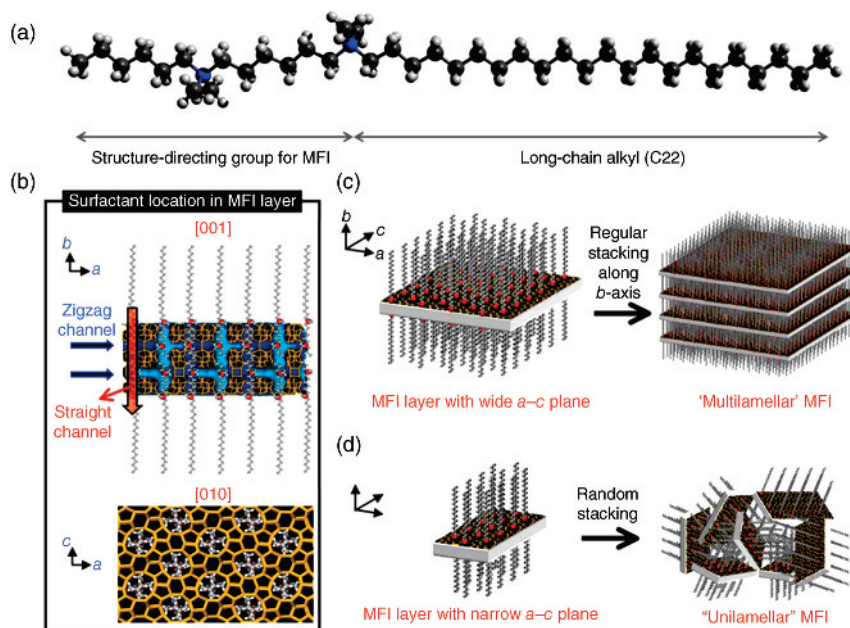 (a)
Structure-directing group for MFI
Long-chain alkyl (C22)
(b)
Surfactant location in MFI layer
[001]
b
a
Zigzag
channel
Straight
channel
[010]
c
a
(c)
b
c
a
Regular
stacking
along
b-axis
MFI layer with wide a–c plane
'Multilamellar' MFI
(d)
Random
stacking
MFI layer with narrow a–c plane
"Unilamellar" MFI